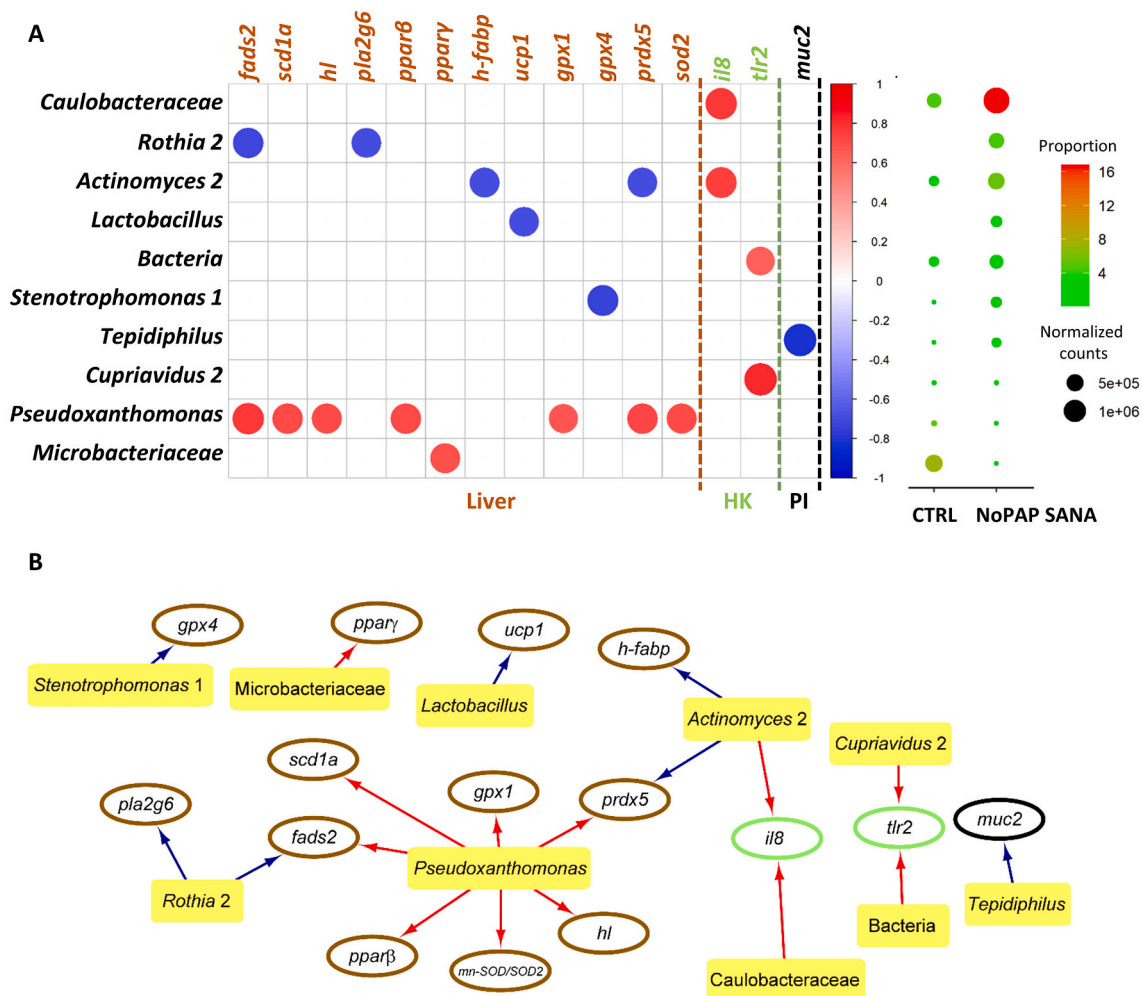 A
fads2
scd1a
hl
pla2g6
pparβ
pparγ
h-fabp
ucp1
gpx1
gpx4
prdx5
sod2
il8
tlr2
muc2
Caulobacteraceae
Rothia 2
Actinomyces 2
Lactobacillus
Bacteria
Stenotrophomonas 1
Tepidiphilus
Cupriavidus 2
Pseudoxanthomonas
Microbacteriaceae
1
0.8
0.6
0.4
0.2
0
-0.2
-0.4
-0.6
-0.8
-1
Proportion
16
12
8
4
Normalized
counts
5e+05
1e+06
Liver
HK
PI
CTRL NoPAP SANA
B
gpx4
pparγ
ucp1
h-fabp
Stenotrophomonas 1
Microbacteriaceae
Lactobacillus
Actinomyces 2
Cupriavidus 2
scd1a
gpx1
prdx5
pla2g6
fads2
il8
tlr2
muc2
Pseudoxanthomonas
Rothia 2
Tepidiphilus
Bacteria
hl
pparβ
mn-SOD/SOD2
Caulobacteraceae